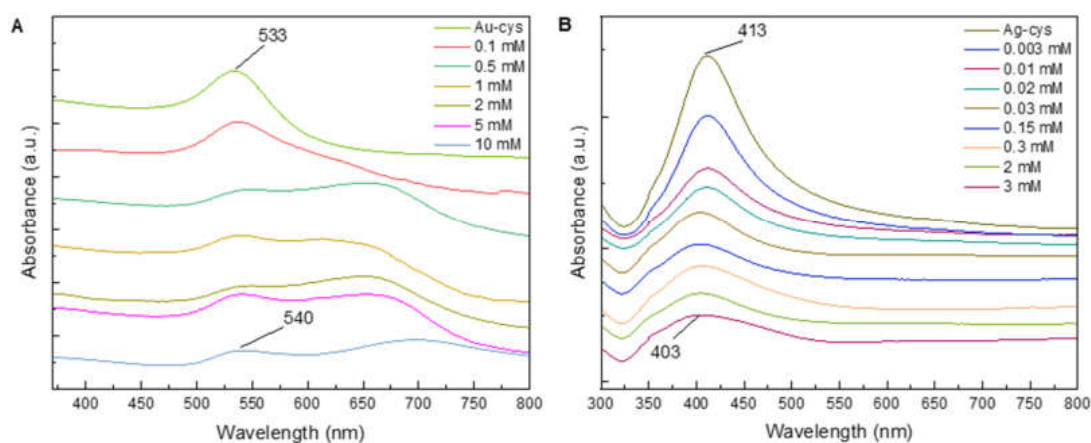 A
533
Au-cys
0.1 mM
0.5 mM
1 mM
2 mM
5 mM
10 mM
540
Absorbance (a.u.)
400 450 500 550 600 650 700 750 800
Wavelength (nm)
B
413
Ag-cys
0.003 mM
0.01 mM
0.02 mM
0.03 mM
0.15 mM
0.3 mM
2 mM
3 mM
403
Absorbance (a.u.)
300 350 400 450 500 550 600 650 700 750 800
Wavelength (nm)